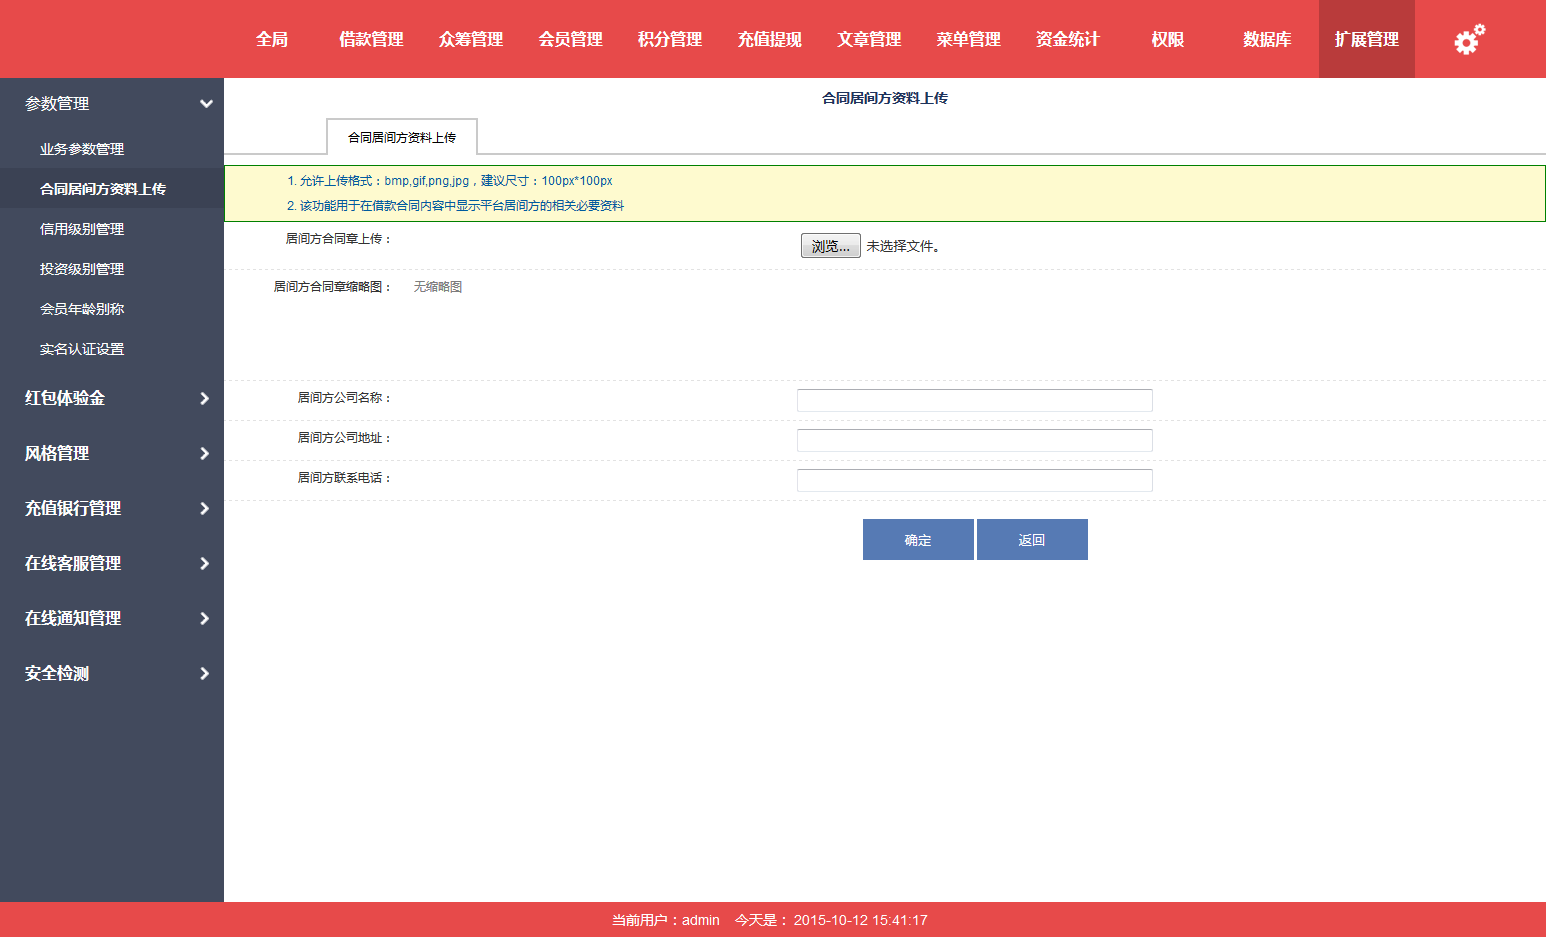 全局 借款管理 众筹管理 会员管理 积分管理 充值提现 文章管理 菜单管理 资金统计 权限 数据库 扩展管理
参数管理
业务参数管理
合同居间方资料上传
信用级别管理
投资级别管理
会员年龄别称
实名认证设置
红包体验金
风格管理
充值银行管理
在线客服管理
在线通知管理
安全检测
合同居间方资料上传
合同居间方资料上传
1. 允许上传格式：bmp,gif,png,jpg，建议尺寸：100px*100px
2. 该功能用于在借款合同内容中显示平台居间方的相关必要资料
居间方合同章上传： 浏览... 未选择文件。
居间方合同章缩略图： 无缩略图
居间方公司名称：
居间方公司地址：
居间方联系电话：
确定 返回
当前用户：admin 今天是： 2015-10-12 15:41:17